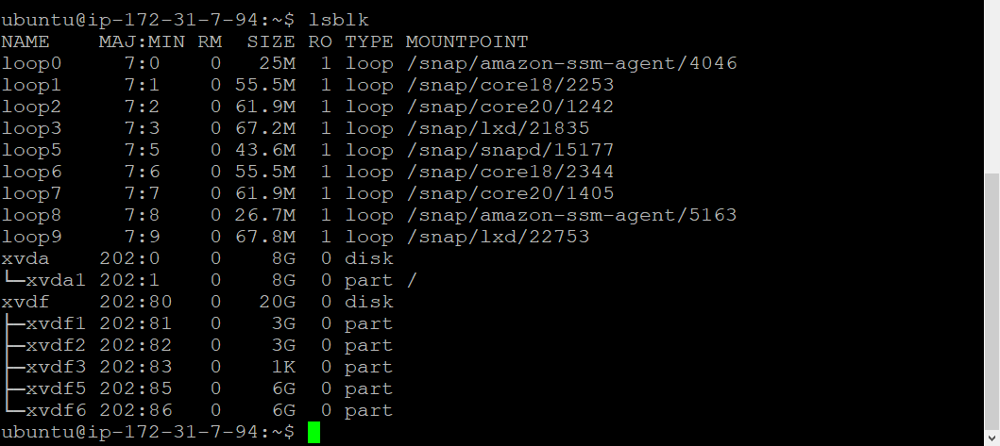 ubuntu@ip-172-31-7-94:~$ lsblk
NAME    MAJ:MIN RM  SIZE RO TYPE MOUNTPOINT
loop0     7:0    0   25M  1 loop /snap/amazon-ssm-agent/4046
loop1     7:1    0 55.5M  1 loop /snap/core18/2253
loop2     7:2    0 61.9M  1 loop /snap/core20/1242
loop3     7:3    0 67.2M  1 loop /snap/lxd/21835
loop5     7:5    0 43.6M  1 loop /snap/snapd/15177
loop6     7:6    0 55.5M  1 loop /snap/core18/2344
loop7     7:7    0 61.9M  1 loop /snap/core20/1405
loop8     7:8    0 26.7M  1 loop /snap/amazon-ssm-agent/5163
loop9     7:9    0 67.8M  1 loop /snap/lxd/22753
xvda    202:0    0    8G  0 disk
└─xvda1 202:1    0    8G  0 part /
xvdf    202:80   0   20G  0 disk
├─xvdf1 202:81   0    3G  0 part
├─xvdf2 202:82   0    3G  0 part
├─xvdf3 202:83   0    1K  0 part
├─xvdf5 202:85   0    6G  0 part
└─xvdf6 202:86   0    6G  0 part
ubuntu@ip-172-31-7-94:~$